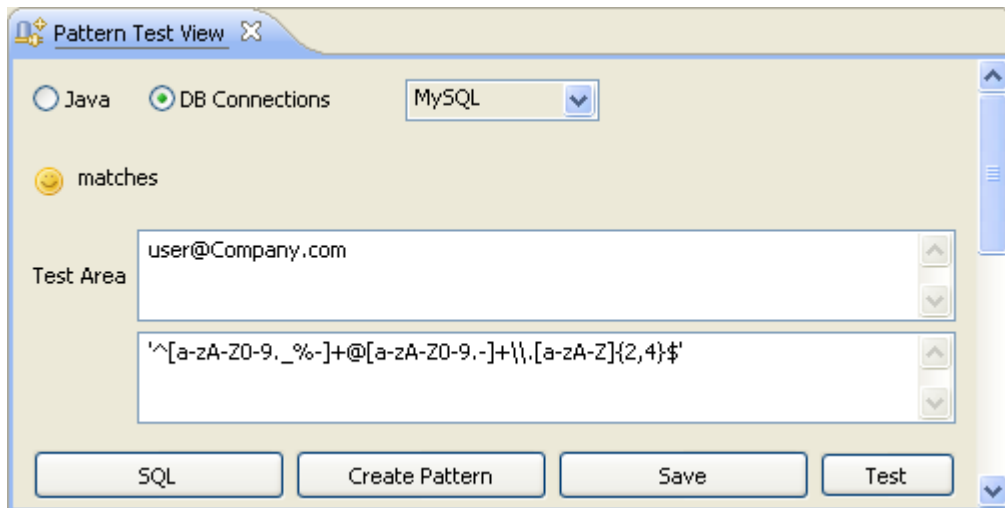 Pattern Test View
Java DB Connections MySQL
matches
Test Area
user@Company.com
'^[a-zA-Z0-9._%-]+@[a-zA-Z0-9.-]+\\.[a-zA-Z]{2,4}$'
SQL Create Pattern Save Test